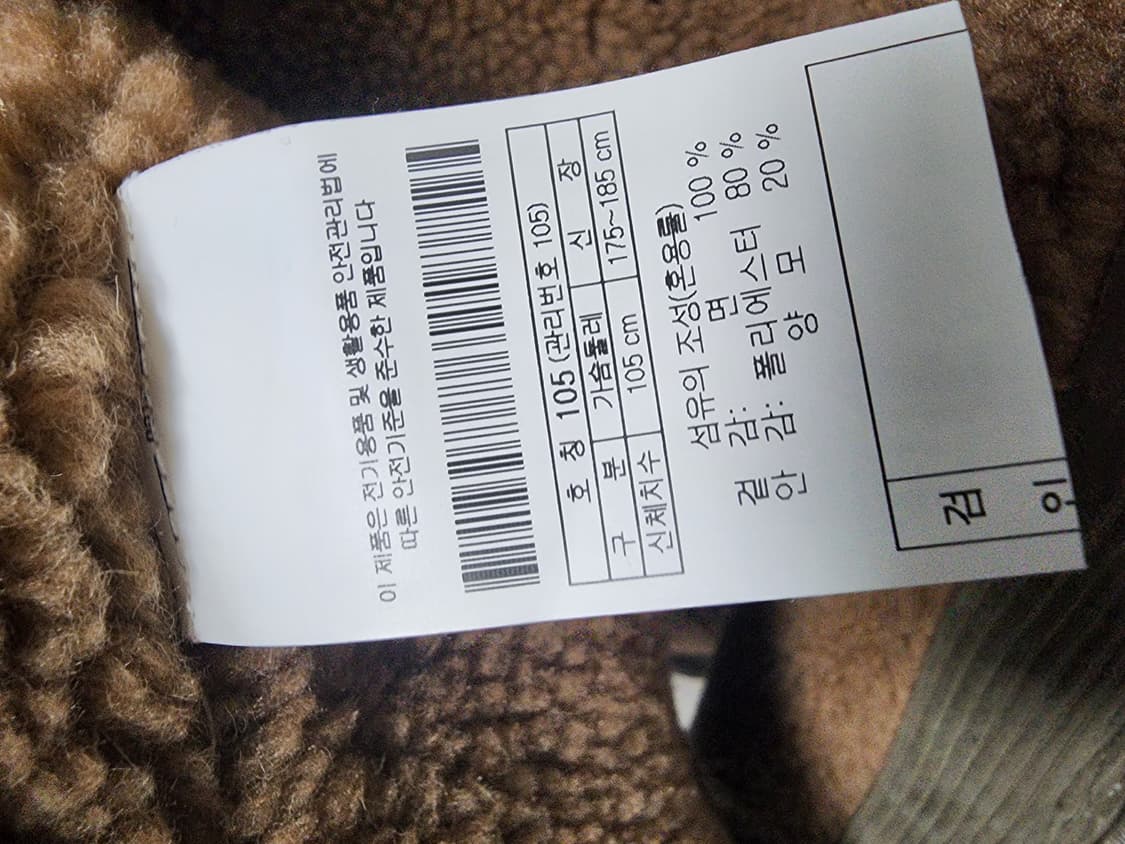 이 제품은 전기용품 및 생활용품 안전관리법에
따른 안전기준을 준수한 제품입니다
호 칭 105 (관리번호 105)
구 분 가슴둘레 신 장
신체치수 105 cm 175~185 cm
섬유의 조성(혼용률)
겉 감: 면 100 %
안 감: 폴리에스터 80 %
양 모 20 %
검
인